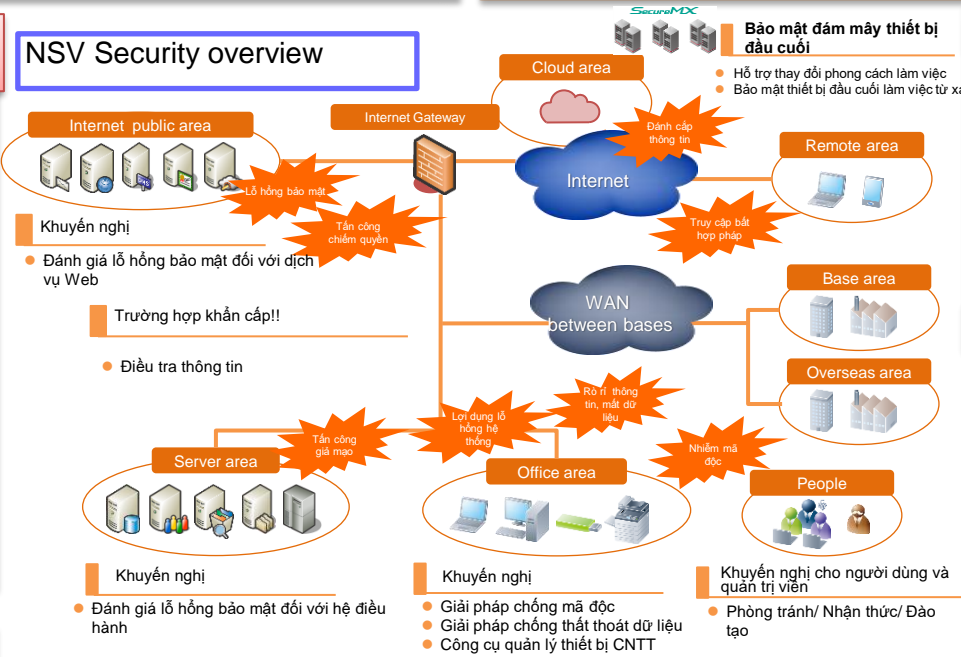 SecureMX
NSV Security overview
Bảo mật đám mây thiết bị
đầu cuối
Hỗ trợ thay đổi phong cách làm việc
Bảo mật thiết bị đầu cuối làm việc từ xa
Cloud area
Internet Gateway
Internet public area
Đánh cắp
thông tin
Remote area
Internet
Lỗ hổng bảo mật
Tấn công
chiếm quyền
Truy cập bất
hợp pháp
Khuyến nghị
Đánh giá lỗ hổng bảo mật đối với dịch
vụ Web
Base area
WAN
between bases
Trường hợp khẩn cấp!!
Điều tra thông tin
Overseas area
Rò rỉ thông
tin, mất dữ
liệu
Lợi dụng lỗ
hổng hệ
thống
Tấn công
giả mạo
Nhiễm mã
độc
Server area
Office area
People
Khuyến nghị
Đánh giá lỗ hổng bảo mật đối với hệ điều
hành
Khuyến nghị
Giải pháp chống mã độc
Giải pháp chống thất thoát dữ liệu
Công cụ quản lý thiết bị CNTT
Khuyến nghị cho người dùng và
quản trị viên
Phòng tránh/ Nhận thức/ Đào
tạo